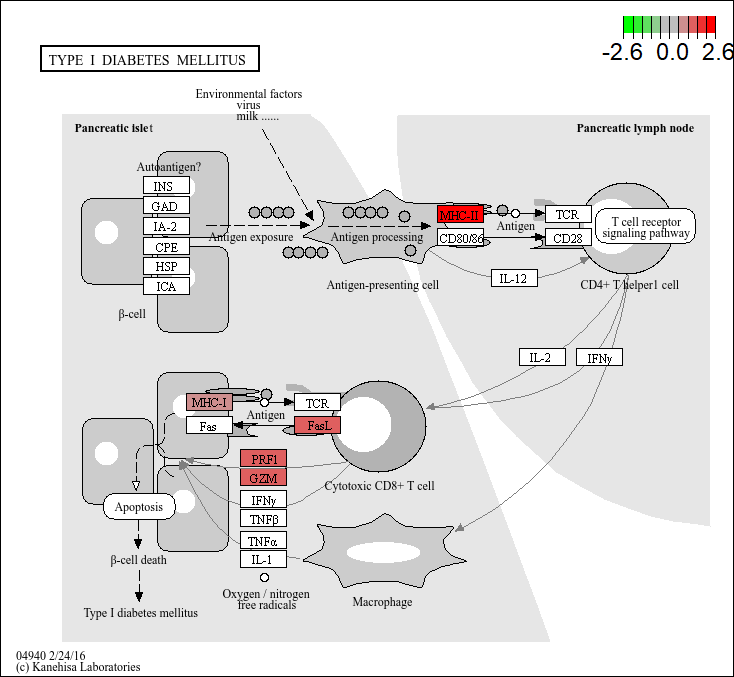 -2.6 0.0 2.6
TYPE I DIABETES MELLITUS
Environmental factors
virus
milk ......
Pancreatic islet
Pancreatic lymph node
Autoantigen?
INS
GAD
IA-2
CPE
HSP
ICA
β-cell
Antigen exposure
Antigen processing
Antigen-presenting cell
MHC-II
CD80/86
Antigen
TCR
CD28
T cell receptor
signaling pathway
IL-12
CD4+ T helper1 cell
IL-2
IFNγ
MHC-I
Fas
Antigen
TCR
FasL
PRF1
GZM
IFNγ
TNFβ
TNFα
IL-1
Cytotoxic CD8+ T cell
Apoptosis
β-cell death
Type I diabetes mellitus
Oxygen / nitrogen
free radicals
Macrophage
04940 2/24/16
(c) Kanehisa Laboratories